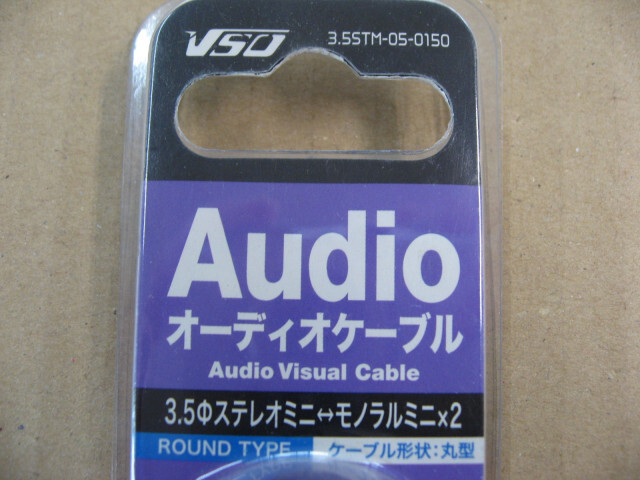 VSO 3.5STM-05-0150
Audio
オーディオケーブル
Audio Visual Cable
3.5Φステレオミニ↔モノラルミニ×2
ROUND TYPE ケーブル形状:丸型